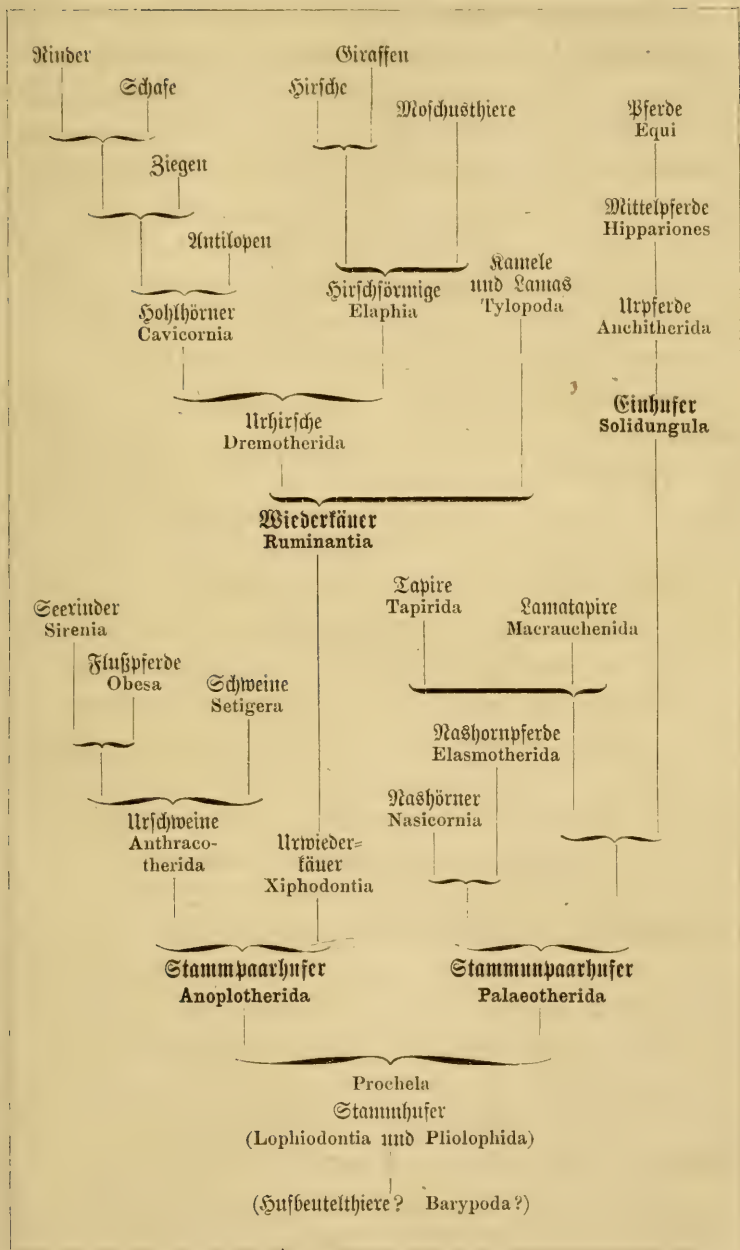 Rinder
Giraffen
Schafe
Hirsche
Moschusthiere
Pferde
Equi
Ziegen
Mittelpferde
Hippariones
Antilopen
Kamele
und Lamas
Tylopoda
Hirschförmige
Elaphia
Hohlhörner
Cavicornia
Urpferde
Anchitherida
Einhufer
Solidungula
Urhirsche
Dremotherida
Wiederkäuer
Ruminantia
Tapire
Tapirida
Lamatapire
Macrauchenida
Seerinder
Sirenia
Flußpferde
Obesa
Schweine
Setigera
Nashornpferde
Elasmotherida
Nashörner
Nasicornia
Urschweine
Anthraco-
therida
Urwieder=
käuer
Xiphodontia
Stammpaarhufer
Anoplotherida
Stammunpaarhufer
Palaeotherida
Prochela
Stammhufer
(Lophiodontia und Pliolophida)
(Hufbeutelthiere? Barypoda?)